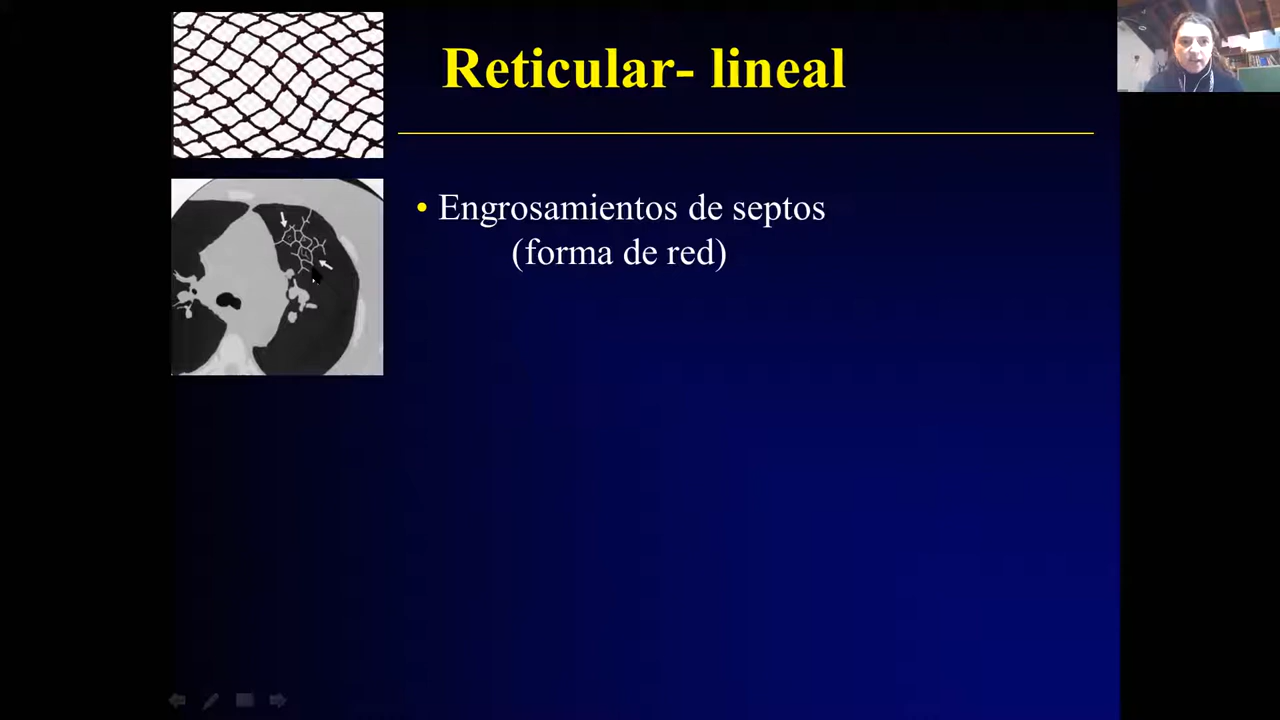 Reticular- lineal
• Engrosamientos de septos
(forma de red)